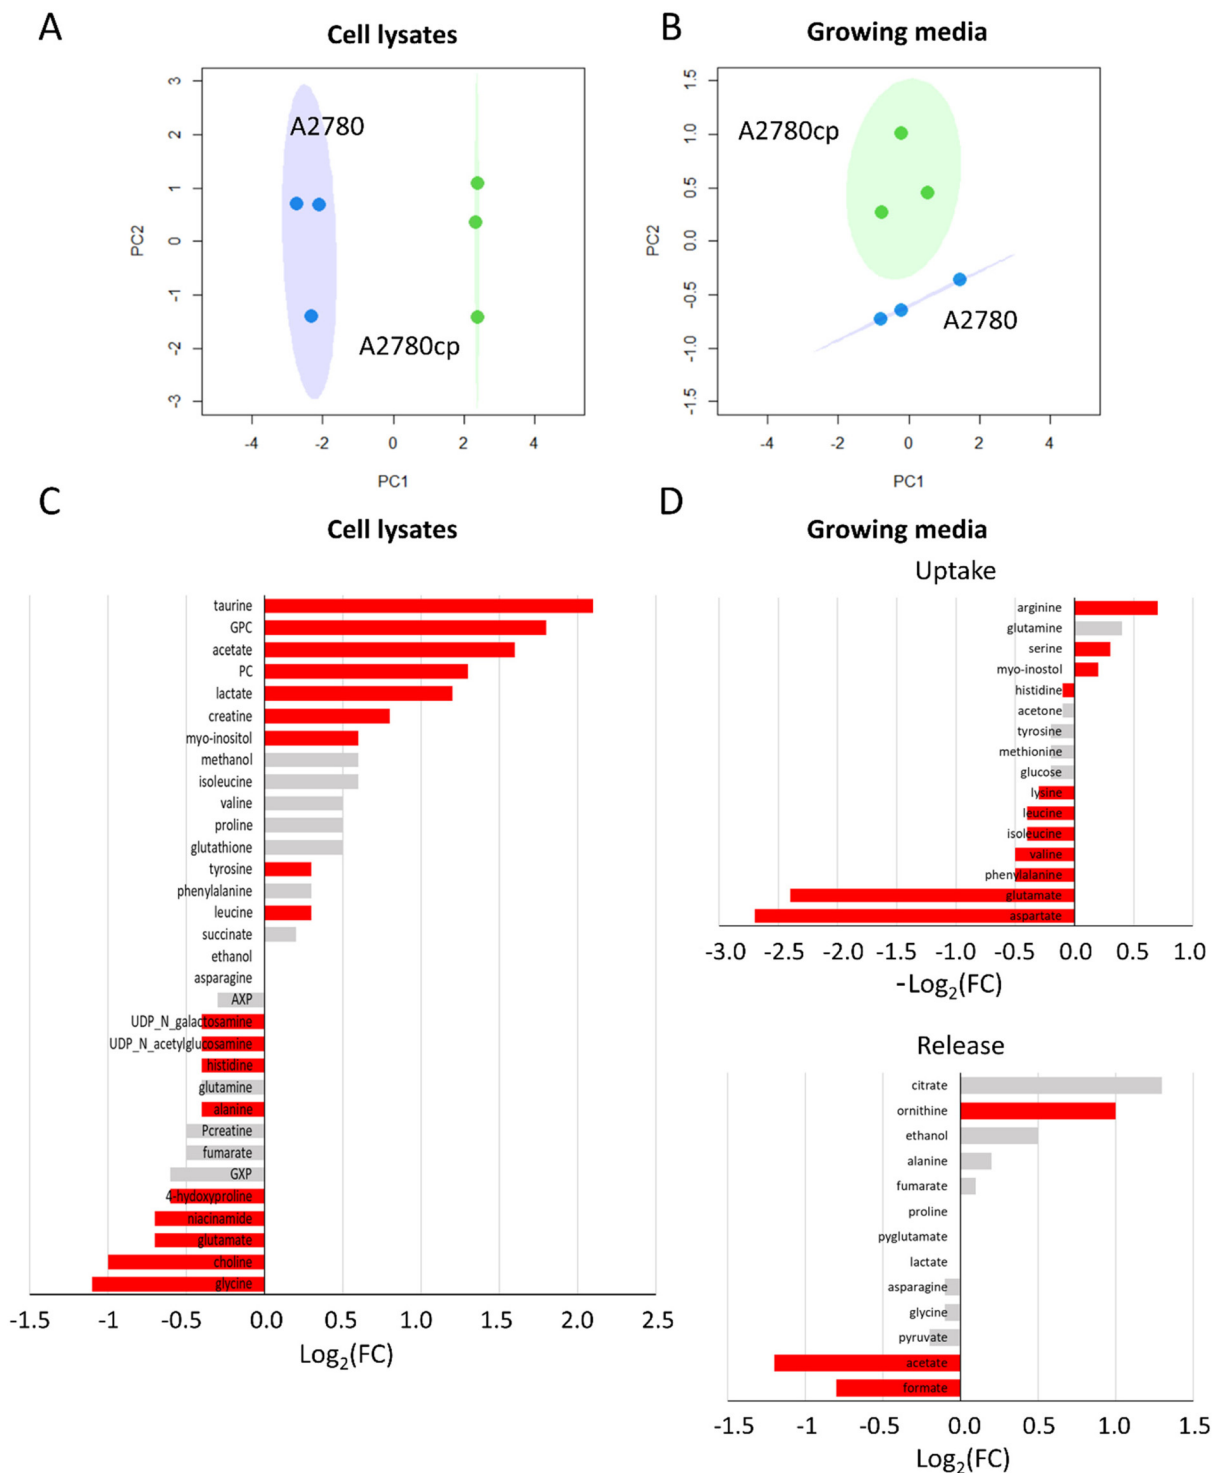 A
Cell lysates
3
2
1
0
-1
-2
-3
PC2
A2780
A2780cp
-4
-2
0
2
4
PC1
B
Growing media
1.5
1.0
0.5
0.0
-0.5
-1.0
-1.5
PC2
A2780cp
A2780
-4
-2
0
2
4
PC1
C
Cell lysates
taurine
GPC
acetate
PC
lactate
creatine
myo-inositol
methanol
isoleucine
valine
proline
glutathione
tyrosine
phenylalanine
leucine
succinate
ethanol
asparagine
AXP
UDP_N_galactosamine
UDP_N_acetylglucosamine
histidine
glutamine
alanine
Pcreatine
fumarate
GXP
4-hydoxyproline
niacinamide
glutamate
choline
glycine
-1.5 -1 -0.5 0.0 0.5 1.0 1.5 2.0 2.5
Log2(FC)
D
Growing media
Uptake
arginine
glutamine
serine
myo-inostol
histidine
acetone
tyrosine
methionine
glucose
lysine
leucine
isoleucine
valine
phenylalanine
glutamate
aspartate
-3.0 -2.5 -2.0 -1.5 -1.0 -0.5 0.0 0.5 1.0
-Log2(FC)
Release
citrate
ornithine
ethanol
alanine
fumarate
proline
pyglutamate
lactate
asparagine
glycine
pyruvate
acetate
formate
-1.5 -1 -0.5 0.0 0.5 1.0 1.5
Log2(FC)